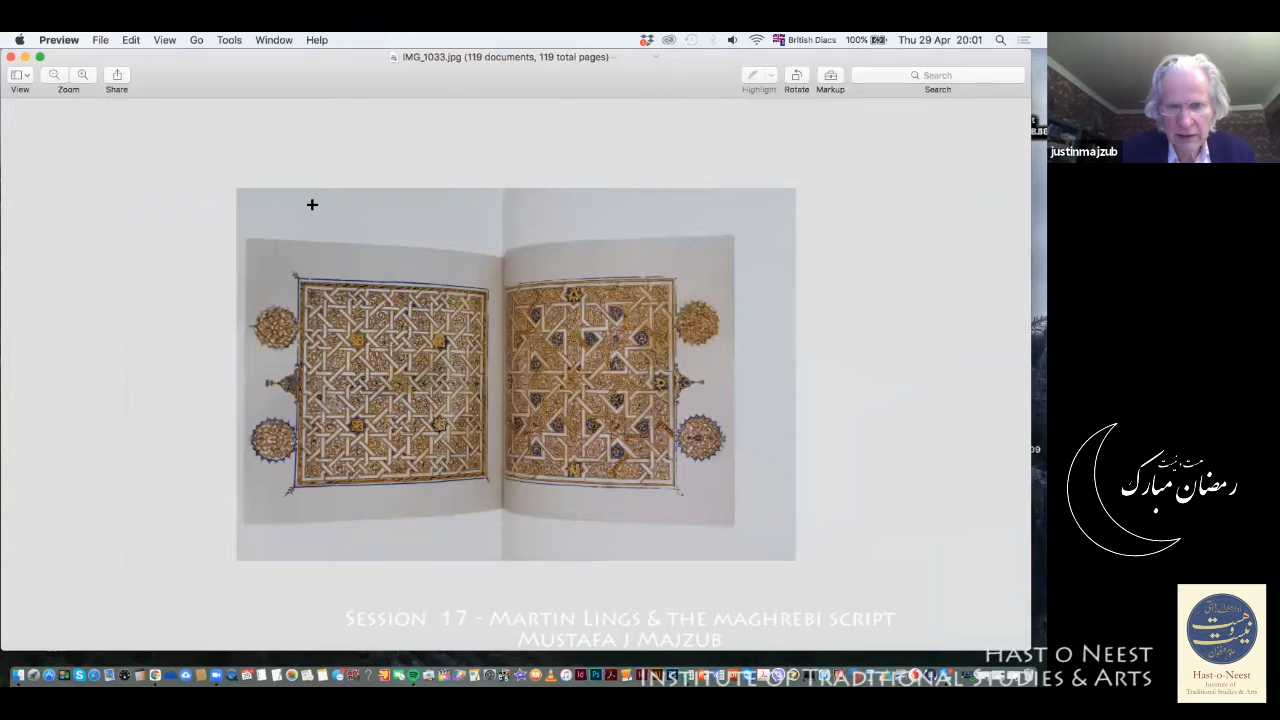 Preview File Edit View Go Tools Window Help
British Diacs 100% Thu 29 Apr 20:01
IMG_1033.jpg (119 documents, 119 total pages)
View Zoom Share Highlight Rotate Markup
Search
Search
justinmajzub
رمضان مبارک
SESSION 17 - MARTIN LINGS & THE MAGHREBI SCRIPT
MUSTAFA J MAJZUB
HAST O NEEST
INSTITUTE OF TRADITIONAL STUDIES & ARTS
Hast-o-Neest
Institute of
Traditional Studies & Arts